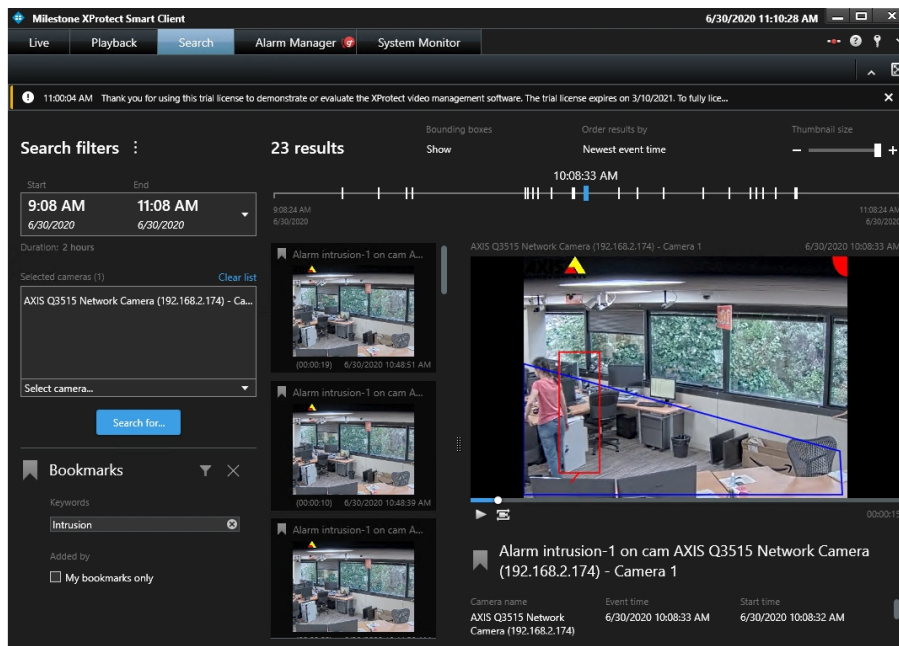 Milestone XProtect Smart Client
6/30/2020 11:10:28 AM
Live
Playback
Search
Alarm Manager
System Monitor
11:00:04 AM Thank you for using this trial license to demonstrate or evaluate the XProtect video management software. The trial license expires on 3/10/2021. To fully lice...
Search filters
23 results
Bounding boxes
Show
Order results by
Newest event time
Thumbnail size
Start
End
9:08 AM
11:08 AM
6/30/2020
6/30/2020
Duration: 2 hours
10:08:33 AM
9:08:24 AM
6/30/2020
11:08:24 AM
6/30/2020
Selected cameras (1)
Clear list
AXIS Q3515 Network Camera (192.168.2.174) - Ca...
Select camera...
Search for...
Bookmarks
Keywords
Intrusion
Added by
My bookmarks only
Alarm intrusion-1 on cam A...
(00:00:19) 6/30/2020 10:48:51 AM
Alarm intrusion-1 on cam A...
(00:00:10) 6/30/2020 10:48:39 AM
Alarm intrusion-1 on cam A...
AXIS Q3515 Network Camera (192.168.2.174) - Camera 1
6/30/2020 10:08:33 AM
AXIS
00:00:15
Alarm intrusion-1 on cam AXIS Q3515 Network Camera
(192.168.2.174) - Camera 1
Camera name
Event time
Start time
AXIS Q3515 Network
Camera (192.168.2.174)
6/30/2020 10:08:33 AM
6/30/2020 10:08:32 AM